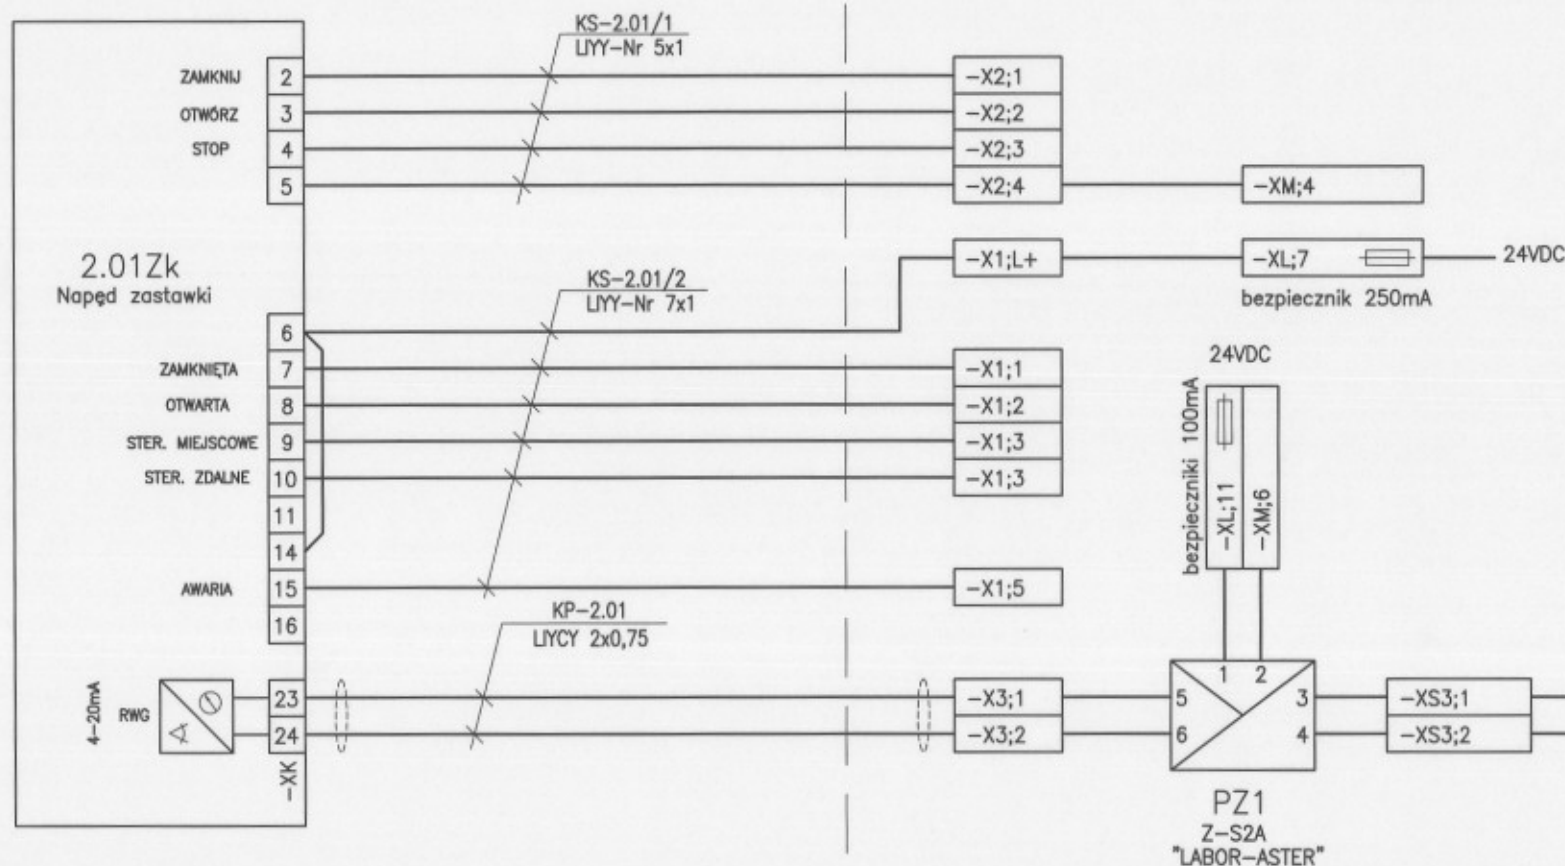 KS-2.01/1
LIYY-Nr 5x1
ZAMKNIJ 2 -X2;1
OTWÓRZ 3 -X2;2
STOP 4 -X2;3
5 -X2;4 -XM;4
-X1;L+ -XL;7 24VDC
bezpiecznik 250mA
2.01Zk
Napęd zastawki
KS-2.01/2
LIYY-Nr 7x1
6
ZAMKNIĘTA 7 -X1;1
OTWARTA 8 -X1;2
STER. MIEJSCOWE 9 -X1;3
STER. ZDALNE 10 -X1;3
11
14
AWARIA 15 -X1;5
16
24VDC
bezpieczniki 100mA
-XL;11
-XM;6
KP-2.01
LIYCY 2x0,75
4-20mA
RWG
23 -X3;1
24 -X3;2
-XK
1 2
5 3
6 4
-XS3;1
-XS3;2
PZ1
Z-S2A
"LABOR-ASTER"